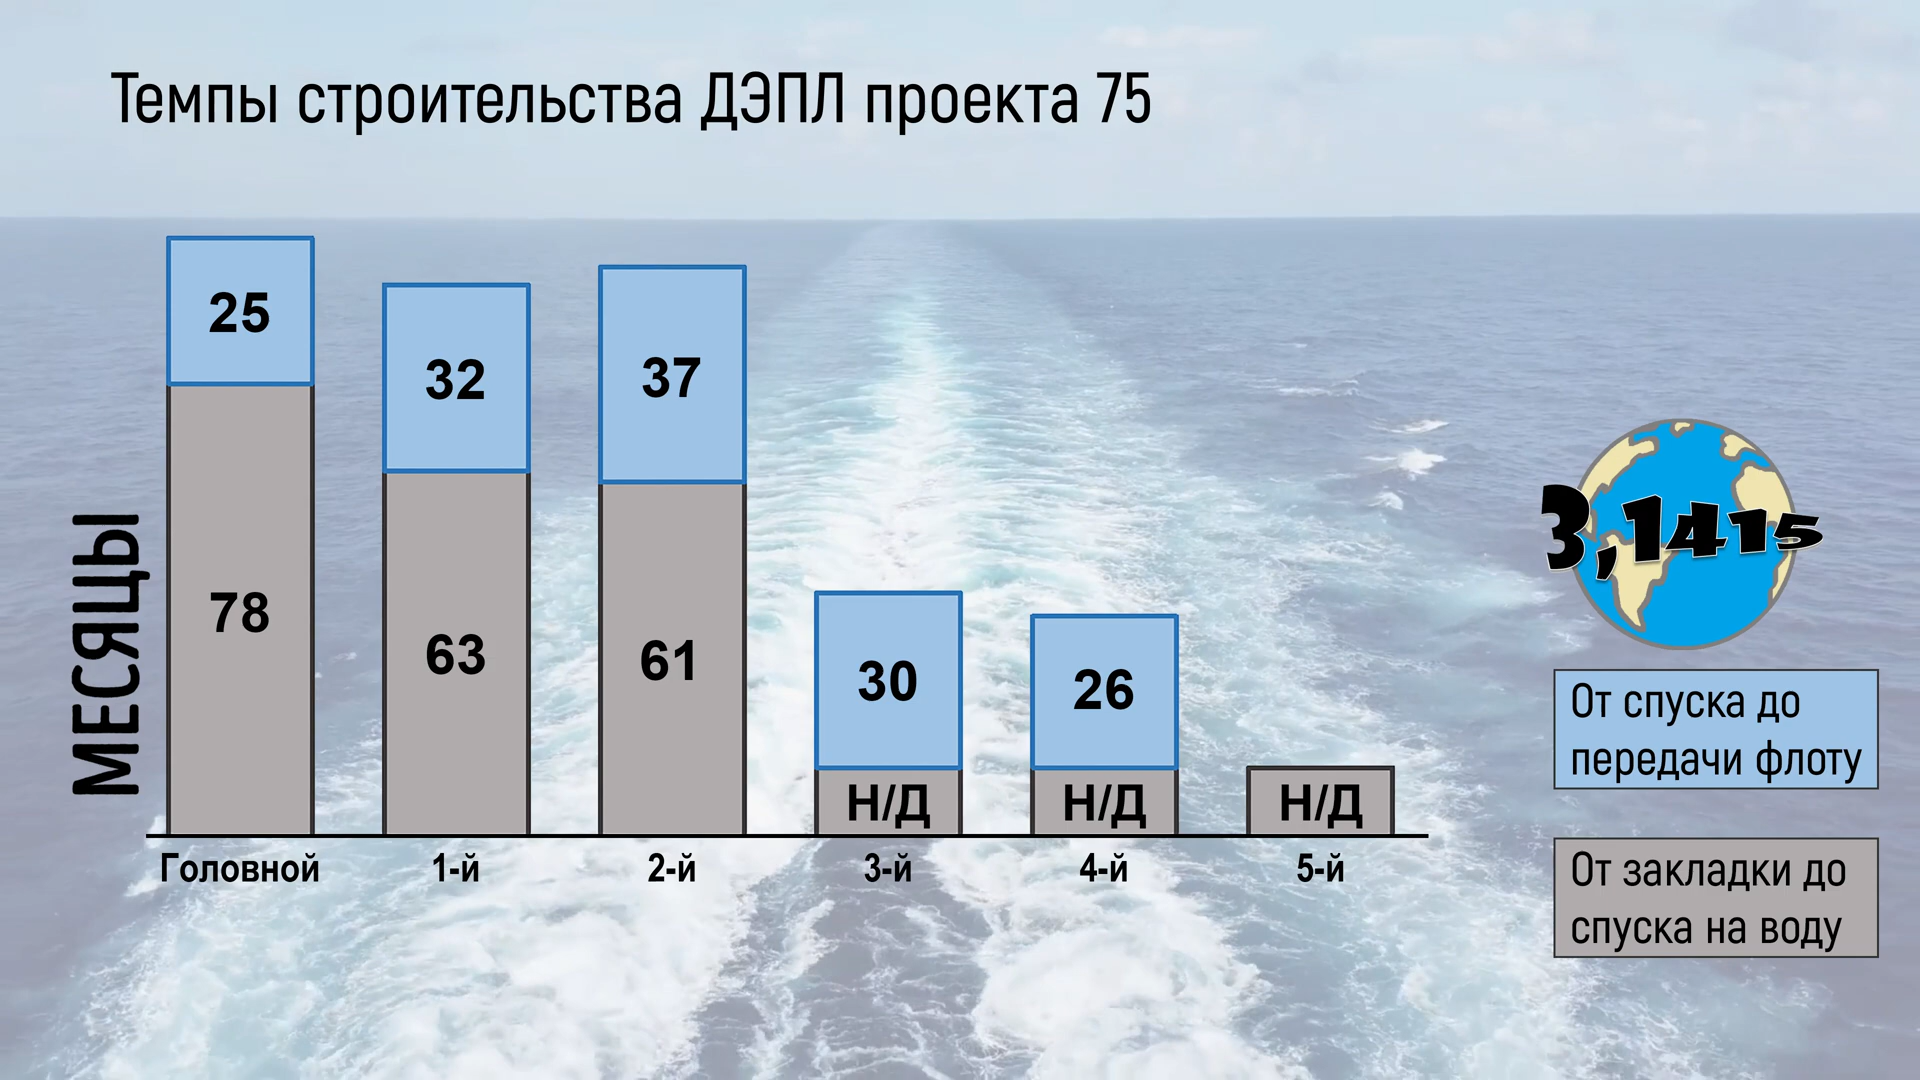 Темпы строительства ДЭПЛ проекта 75
МЕСЯЦЫ
25
32
37
78
63
61
30
26
Н/Д
Н/Д
Н/Д
Головной
1-й
2-й
3-й
4-й
5-й
3,1415
От спуска до
передачи флоту
От закладки до
спуска на воду